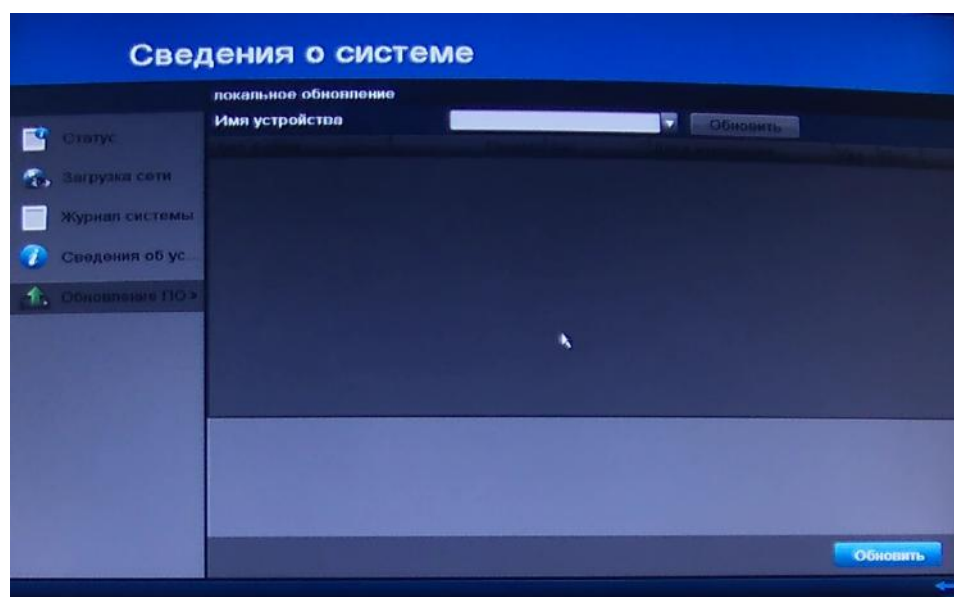 Сведения о системе
локальное обновление
Имя устройства
Обновить
Статус
Загрузка сети
Журнал системы
Сведения об ус...
Обновление ПО
Обновить